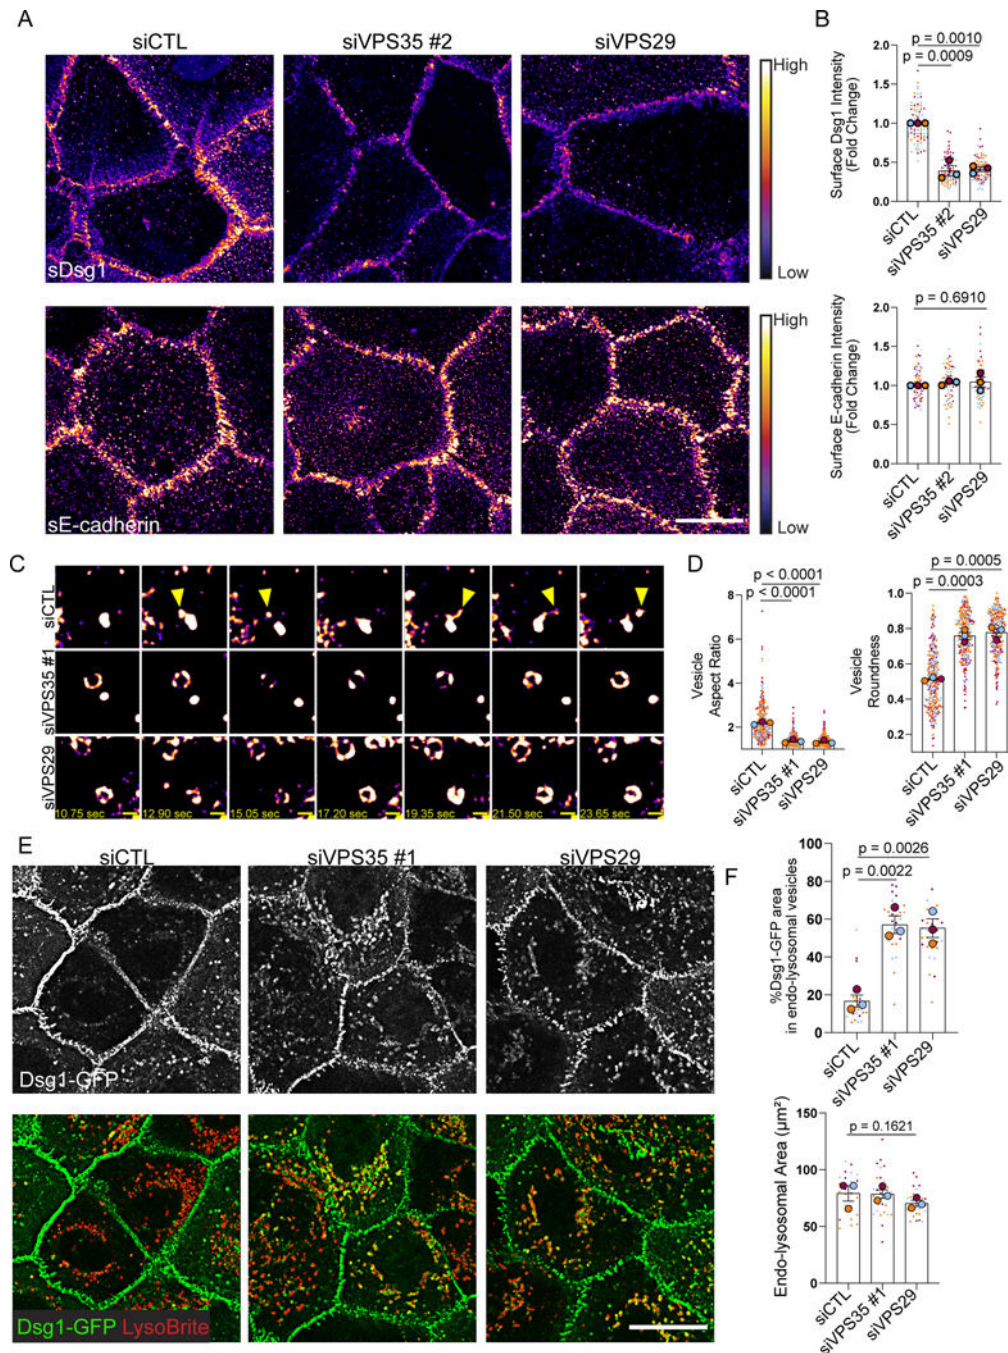 A
siCTL
siVPS35 #2
siVPS29
High
Low
sDsg1
High
Low
sE-cadherin
B
p = 0.0010
p = 0.0009
Surface Dsg1 Intensity
(Fold Change)
2.0
1.5
1.0
0.5
0.0
siCTL
siVPS35 #2
siVPS29
p = 0.6910
Surface E-cadherin Intensity
(Fold Change)
2.0
1.5
1.0
0.5
0.0
siCTL
siVPS35 #2
siVPS29
C
siCTL
siVPS35 #1
siVPS29
10.75 sec
12.90 sec
15.05 sec
17.20 sec
19.35 sec
21.50 sec
23.65 sec
D
p < 0.0001
p < 0.0001
Vesicle
Aspect Ratio
8
6
4
2
siCTL
siVPS35 #1
siVPS29
p = 0.0005
p = 0.0003
Vesicle
Roundness
1.0
0.8
0.6
0.4
0.2
siCTL
siVPS35 #1
siVPS29
E
siCTL
siVPS35 #1
siVPS29
Dsg1-GFP
Dsg1-GFP LysoBrite
F
p = 0.0026
p = 0.0022
%Dsg1-GFP area
in endo-lysosomal vesicles
100
80
60
40
20
0
siCTL
siVPS35 #1
siVPS29
p = 0.1621
Endo-lysosomal Area (µm²)
150
100
50
0
siCTL
siVPS35 #1
siVPS29